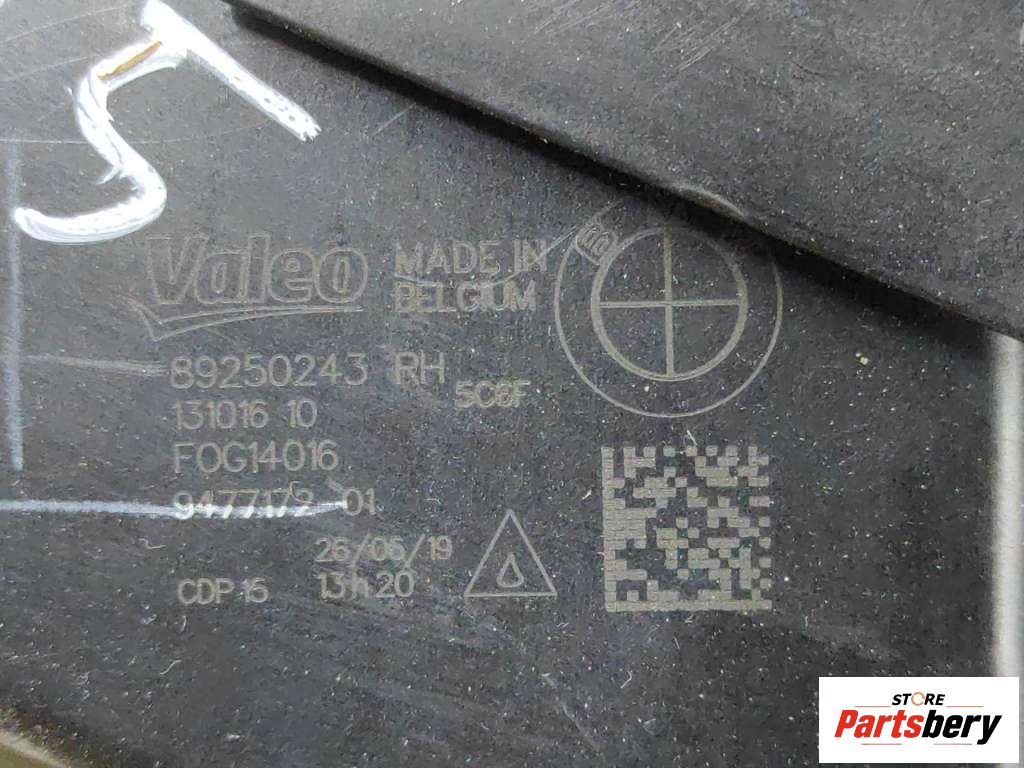 Valeo
MADE IN
BELGIUM
89250243 RH
5C6F
131016 10
FOG14016
9477172 01
26/06/19
CDP 16
13h20
STORE
Partsbery